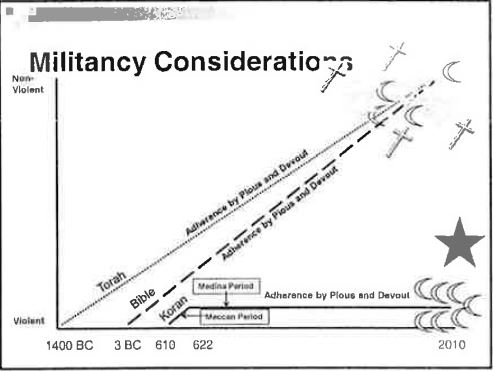 Militancy Considerations
Non-
Violent
Adherence by Pious and Devout
Adherence by Pious and Devout
Torah
Bible
Koran
Medina Period
Adherence by Pious and Devout
Meccan Period
Violent
1400 BC 3 BC 610 622 2010